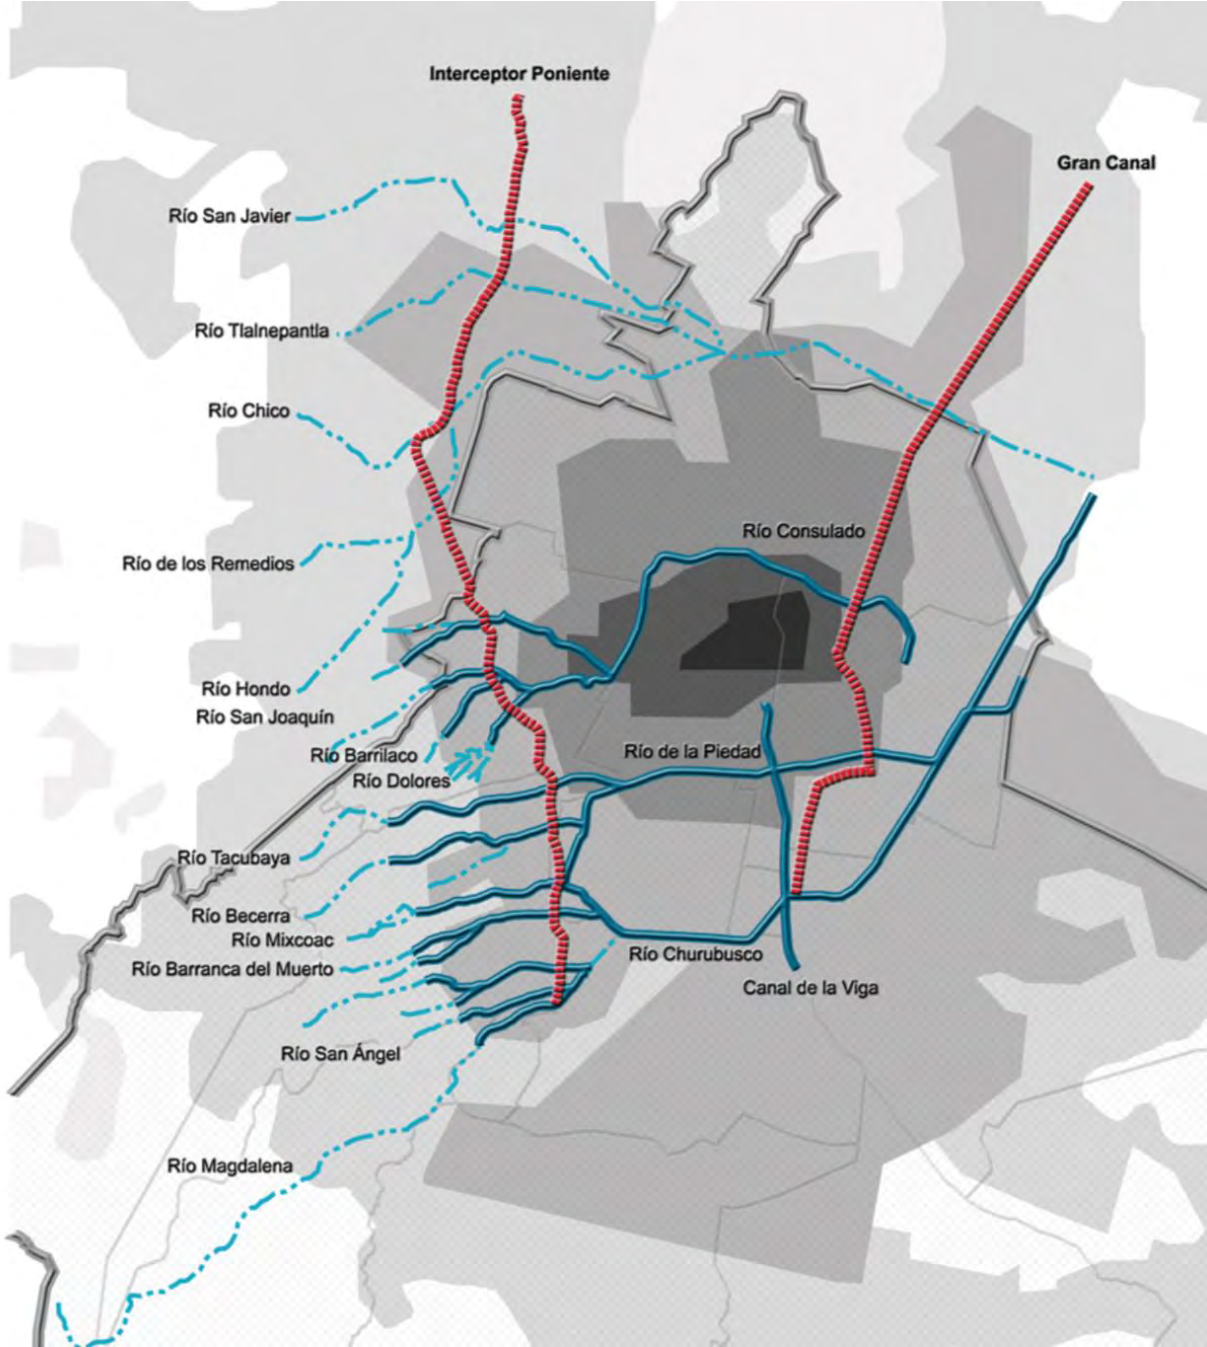 Interceptor Poniente
Gran Canal
Río San Javier
Río Tlalnepantla
Río Chico
Río Consulado
Río de los Remedios
Río Hondo
Río San Joaquín
Río Barrilaco
Río de la Piedad
Río Dolores
Río Tacubaya
Río Becerra
Río Mixcoac
Río Churubusco
Río Barranca del Muerto
Canal de la Viga
Río San Ángel
Río Magdalena